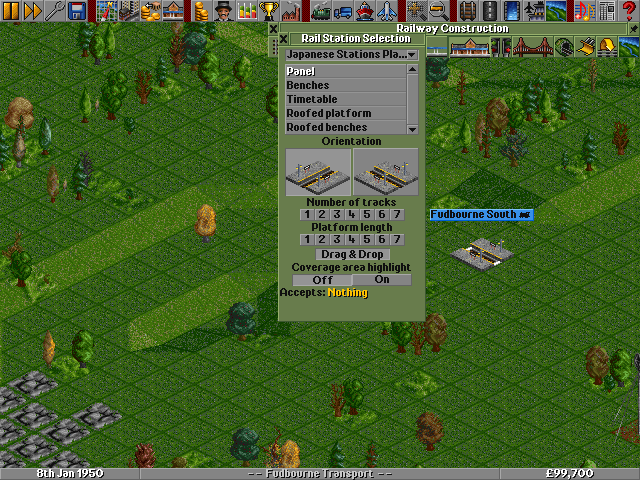 Railway Construction
Rail Station Selection
Japanese Stations Pla...
Panel
Benches
Timetable
Roofed platform
Roofed benches
Orientation
Number of tracks
1 2 3 4 5 6 7
Platform length
1 2 3 4 5 6 7
Drag & Drop
Coverage area highlight
Off On
Accepts: Nothing
Fudbourne South
8th Jan 1950
-- Fudbourne Transport --
£99,700